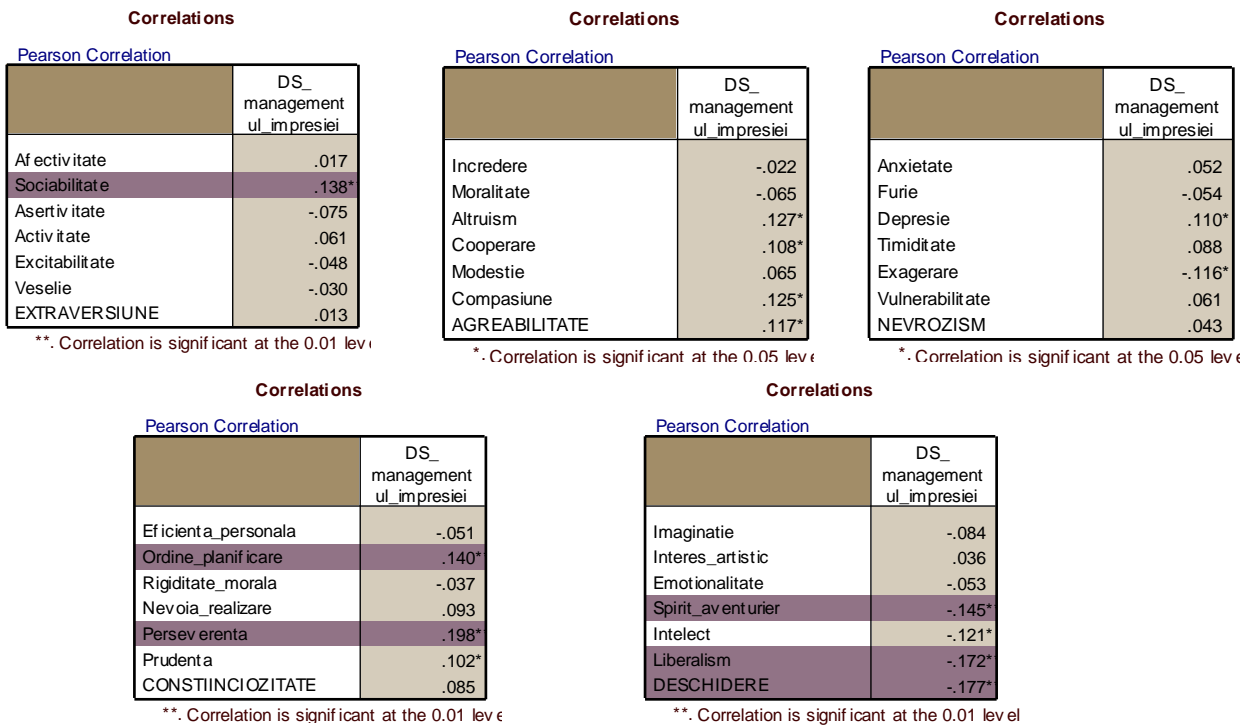 Correlations
Pearson Correlation
DS_
management
ul_impresiei
Afectivitate .017
Sociabilitate .138*
Asertivitate -.075
Activitate .061
Excitabilitate -.048
Veselie -.030
EXTRAVERSIUNE .013
**. Correlation is significant at the 0.01 leve
Correlations
Pearson Correlation
DS_
management
ul_impresiei
Incredere -.022
Moralitate -.065
Altruism .127*
Cooperare .108*
Modestie .065
Compasiune .125*
AGREABILITATE .117*
*. Correlation is significant at the 0.05 leve
Correlations
Pearson Correlation
DS_
management
ul_impresiei
Anxietate .052
Furie -.054
Depresie .110*
Timiditate .088
Exagerare -.116*
Vulnerabilitate .061
NEVROZISM .043
*. Correlation is significant at the 0.05 leve
Correlations
Pearson Correlation
DS_
management
ul_impresiei
Eficienta_personala -.051
Ordine_planificare .140**
Rigiditate_morala -.037
Nevoia_realizare .093
Perseverenta .198**
Prudenta .102*
CONSTIINCIOZITATE .085
**. Correlation is significant at the 0.01 leve
Correlations
Pearson Correlation
DS_
management
ul_impresiei
Imaginatie -.084
Interes_artistic .036
Emotionalitate -.053
Spirit_aventurier -.145**
Intelect -.121*
Liberalism -.172**
DESCHIDERE -.177**
**. Correlation is significant at the 0.01 level